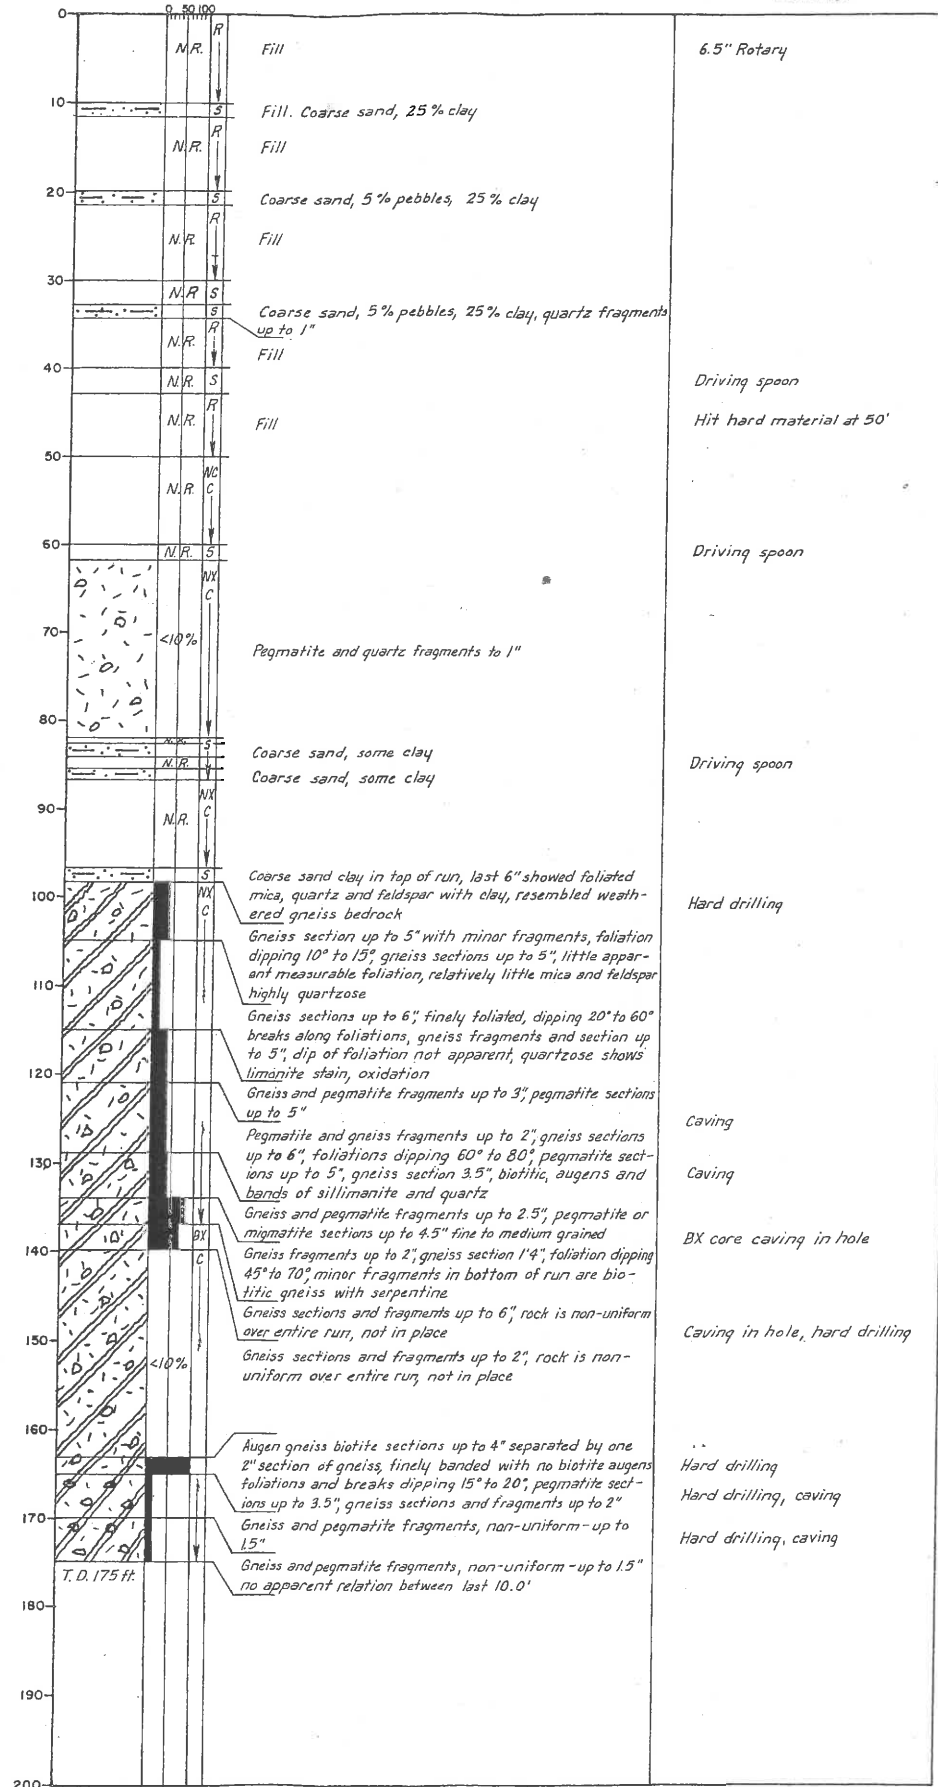 0 50 100
0
R
N.R. Fill 6.5" Rotary
10
S Fill. Coarse sand, 25% clay
R
N.R. Fill
20
S Coarse sand, 5% pebbles, 25% clay
R
N.R. Fill
30
N.R S
S Coarse sand, 5% pebbles, 25% clay, quartz fragments
up to 1"
R
N.R. Fill
40
N.R. S Driving spoon
R
N.R. Fill Hit hard material at 50'
50
NC
C
N.R.
60
N.R. S Driving spoon
NX
C
70
<10% Pegmatite and quartz fragments to 1"
80
N.R. S
Coarse sand, some clay
N.R. Driving spoon
Coarse sand, some clay
NX
90
C
N.R.
S Coarse sand clay in top of run, last 6" showed foliated
100 NX mica, quartz and feldspar with clay, resembled weath-
C ered gneiss bedrock Hard drilling
Gneiss section up to 5" with minor fragments, foliation
dipping 10° to 15°, gneiss sections up to 5", little appar-
ent measurable foliation, relatively little mica and feldspar
110 highly quartzose
Gneiss sections up to 6", finely foliated, dipping 20° to 60°
breaks along foliations, gneiss fragments and section up
to 5", dip of foliation not apparent, quartzose shows
120 limonite stain, oxidation
Gneiss and pegmatite fragments up to 3", pegmatite sections
up to 5" Caving
Pegmatite and gneiss fragments up to 2", gneiss sections
up to 6", foliations dipping 60° to 80°, pegmatite sect-
130 ions up to 5", gneiss section 3.5", biotitic, augens and Caving
bands of sillimanite and quartz
Gneiss and pegmatite fragments up to 2.5", pegmatite or
BX migmatite sections up to 4.5" fine to medium grained BX core caving in hole
140 C Gneiss fragments up to 2", gneiss section 1'4", foliation dipping
45° to 70°, minor fragments in bottom of run are bio-
titic gneiss with serpentine
Gneiss sections and fragments up to 6", rock is non-uniform
150 over entire run, not in place Caving in hole, hard drilling
<10% Gneiss sections and fragments up to 2", rock is non-
uniform over entire run, not in place
160
Augen gneiss biotite sections up to 4" separated by one
2" section of gneiss, finely banded with no biotite augens Hard drilling
foliations and breaks dipping 15° to 20°, pegmatite sect-
ions up to 3.5", gneiss sections and fragments up to 2" Hard drilling, caving
170 Gneiss and pegmatite fragments, non-uniform-up to
1.5" Hard drilling, caving
Gneiss and pegmatite fragments, non-uniform-up to 1.5"
T.D. 175 ft. no apparent relation between last 10.0'
180
190
200